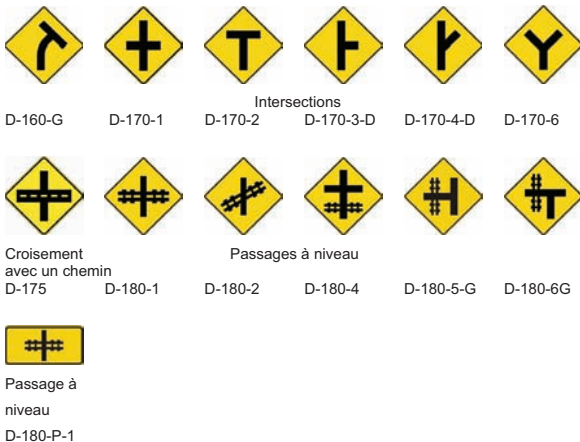 Intersections
D-160-G D-170-1 D-170-2 D-170-3-D D-170-4-D D-170-6
Croisement Passages à niveau
avec un chemin
D-175 D-180-1 D-180-2 D-180-4 D-180-5-G D-180-6G
Passage à
niveau
D-180-P-1